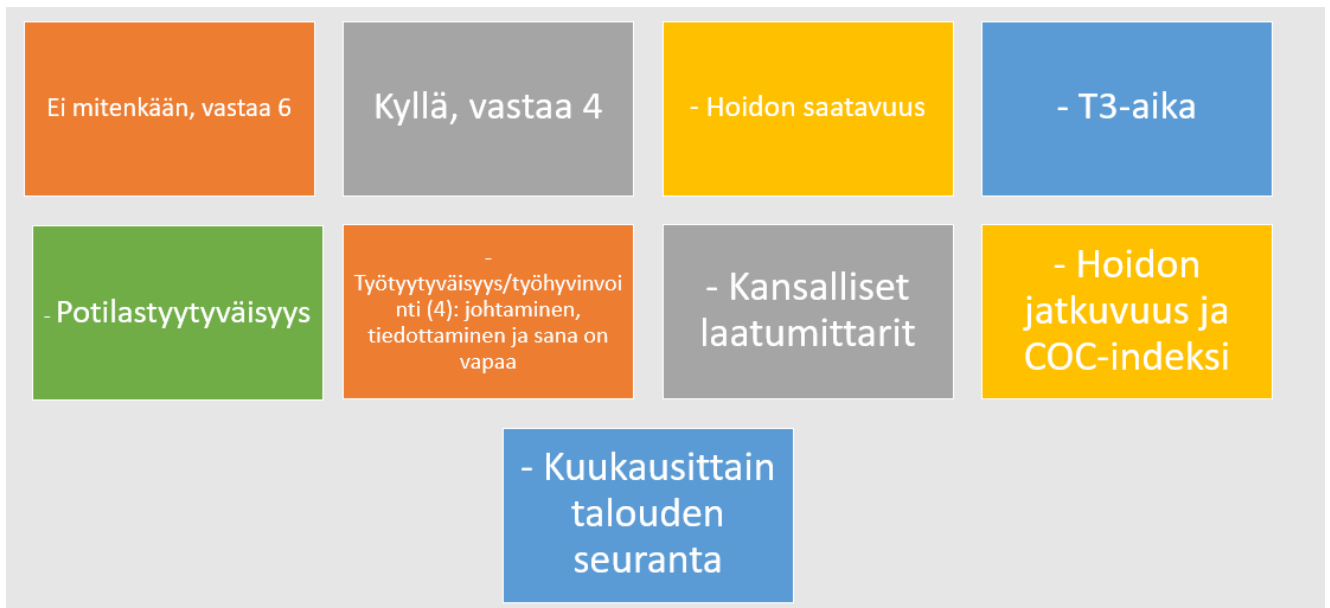 Ei mitenkään, vastaa 6
Kyllä, vastaa 4
- Hoidon saatavuus
- T3-aika
- Potilastyytyväisyys
-
Työtyytyväisyys/työhyvinvoi
nti (4): johtaminen,
tiedottaminen ja sana on
vapaa
- Kansalliset
laatumittarit
- Hoidon
jatkuvuus ja
COC-indeksi
- Kuukausittain
talouden
seuranta